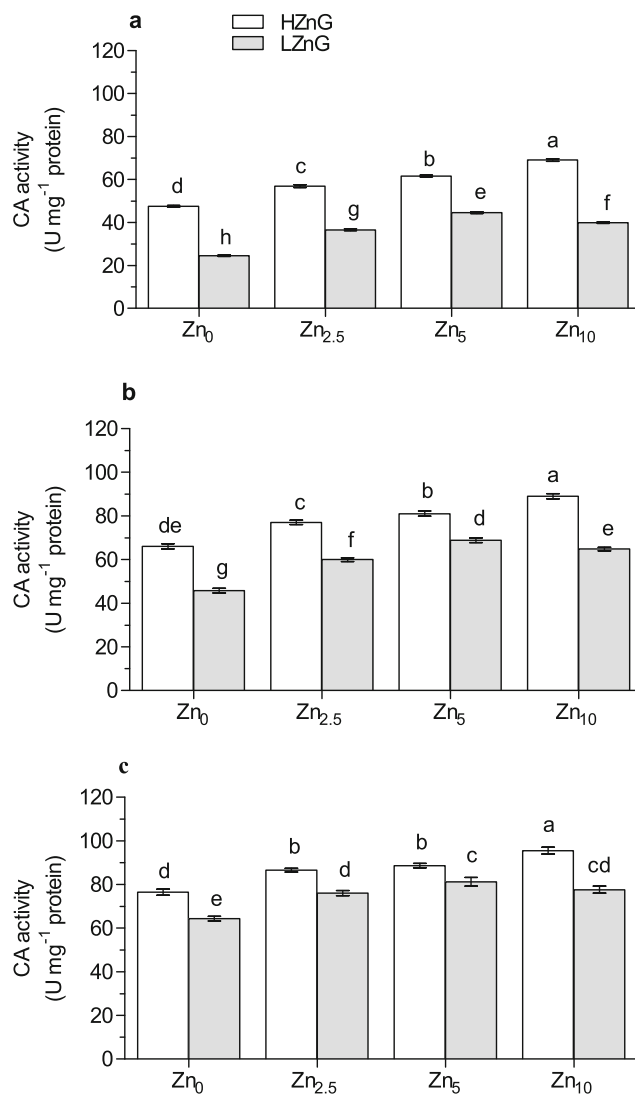 a
HZnG
LZnG
CA activity
(U mg⁻¹ protein)
120
100
80
60
40
20
0
d
h
c
g
b
e
a
f
Zn₀
Zn₂.₅
Zn₅
Zn₁₀
b
CA activity
(U mg⁻¹ protein)
120
100
80
60
40
20
0
de
g
c
f
b
d
a
e
Zn₀
Zn₂.₅
Zn₅
Zn₁₀
c
CA activity
(U mg⁻¹ protein)
120
100
80
60
40
20
0
d
e
b
d
b
c
a
cd
Zn₀
Zn₂.₅
Zn₅
Zn₁₀